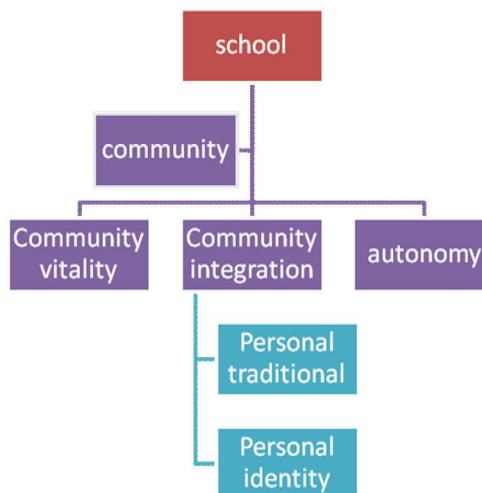 school
community
Community
vitality
Community
integration
autonomy
Personal
traditional
Personal
identity